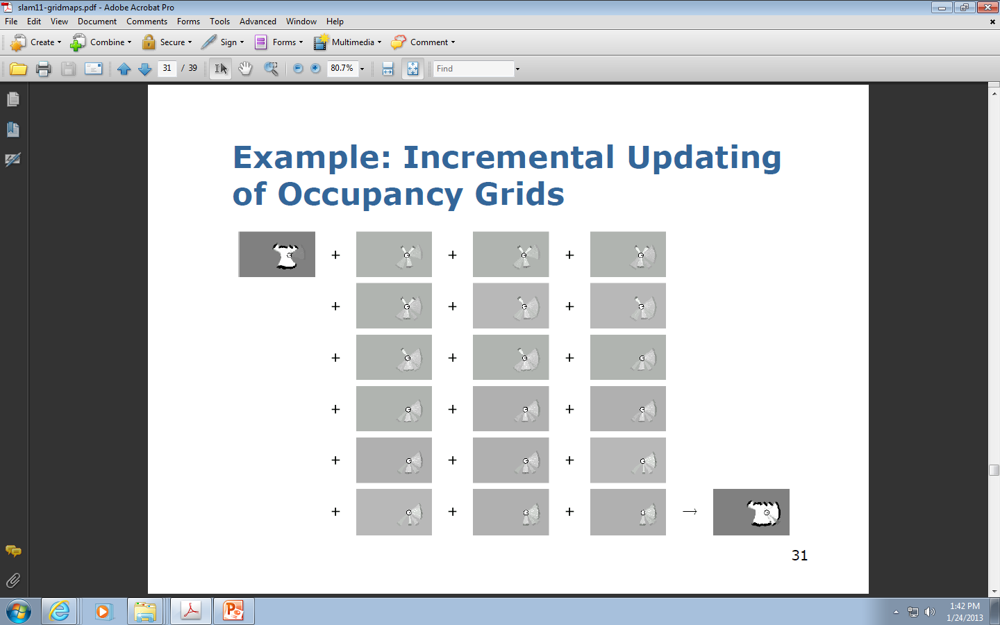 slam11-gridmaps.pdf - Adobe Acrobat Pro
File Edit View Document Comments Forms Tools Advanced Window Help
Create Combine Secure Sign Forms Multimedia Comment
31 / 39 80.7% Find
Example: Incremental Updating
of Occupancy Grids
+ + +
+ + +
+ + +
+ + +
+ + +
+ + + →
31
1:42 PM
1/24/2013